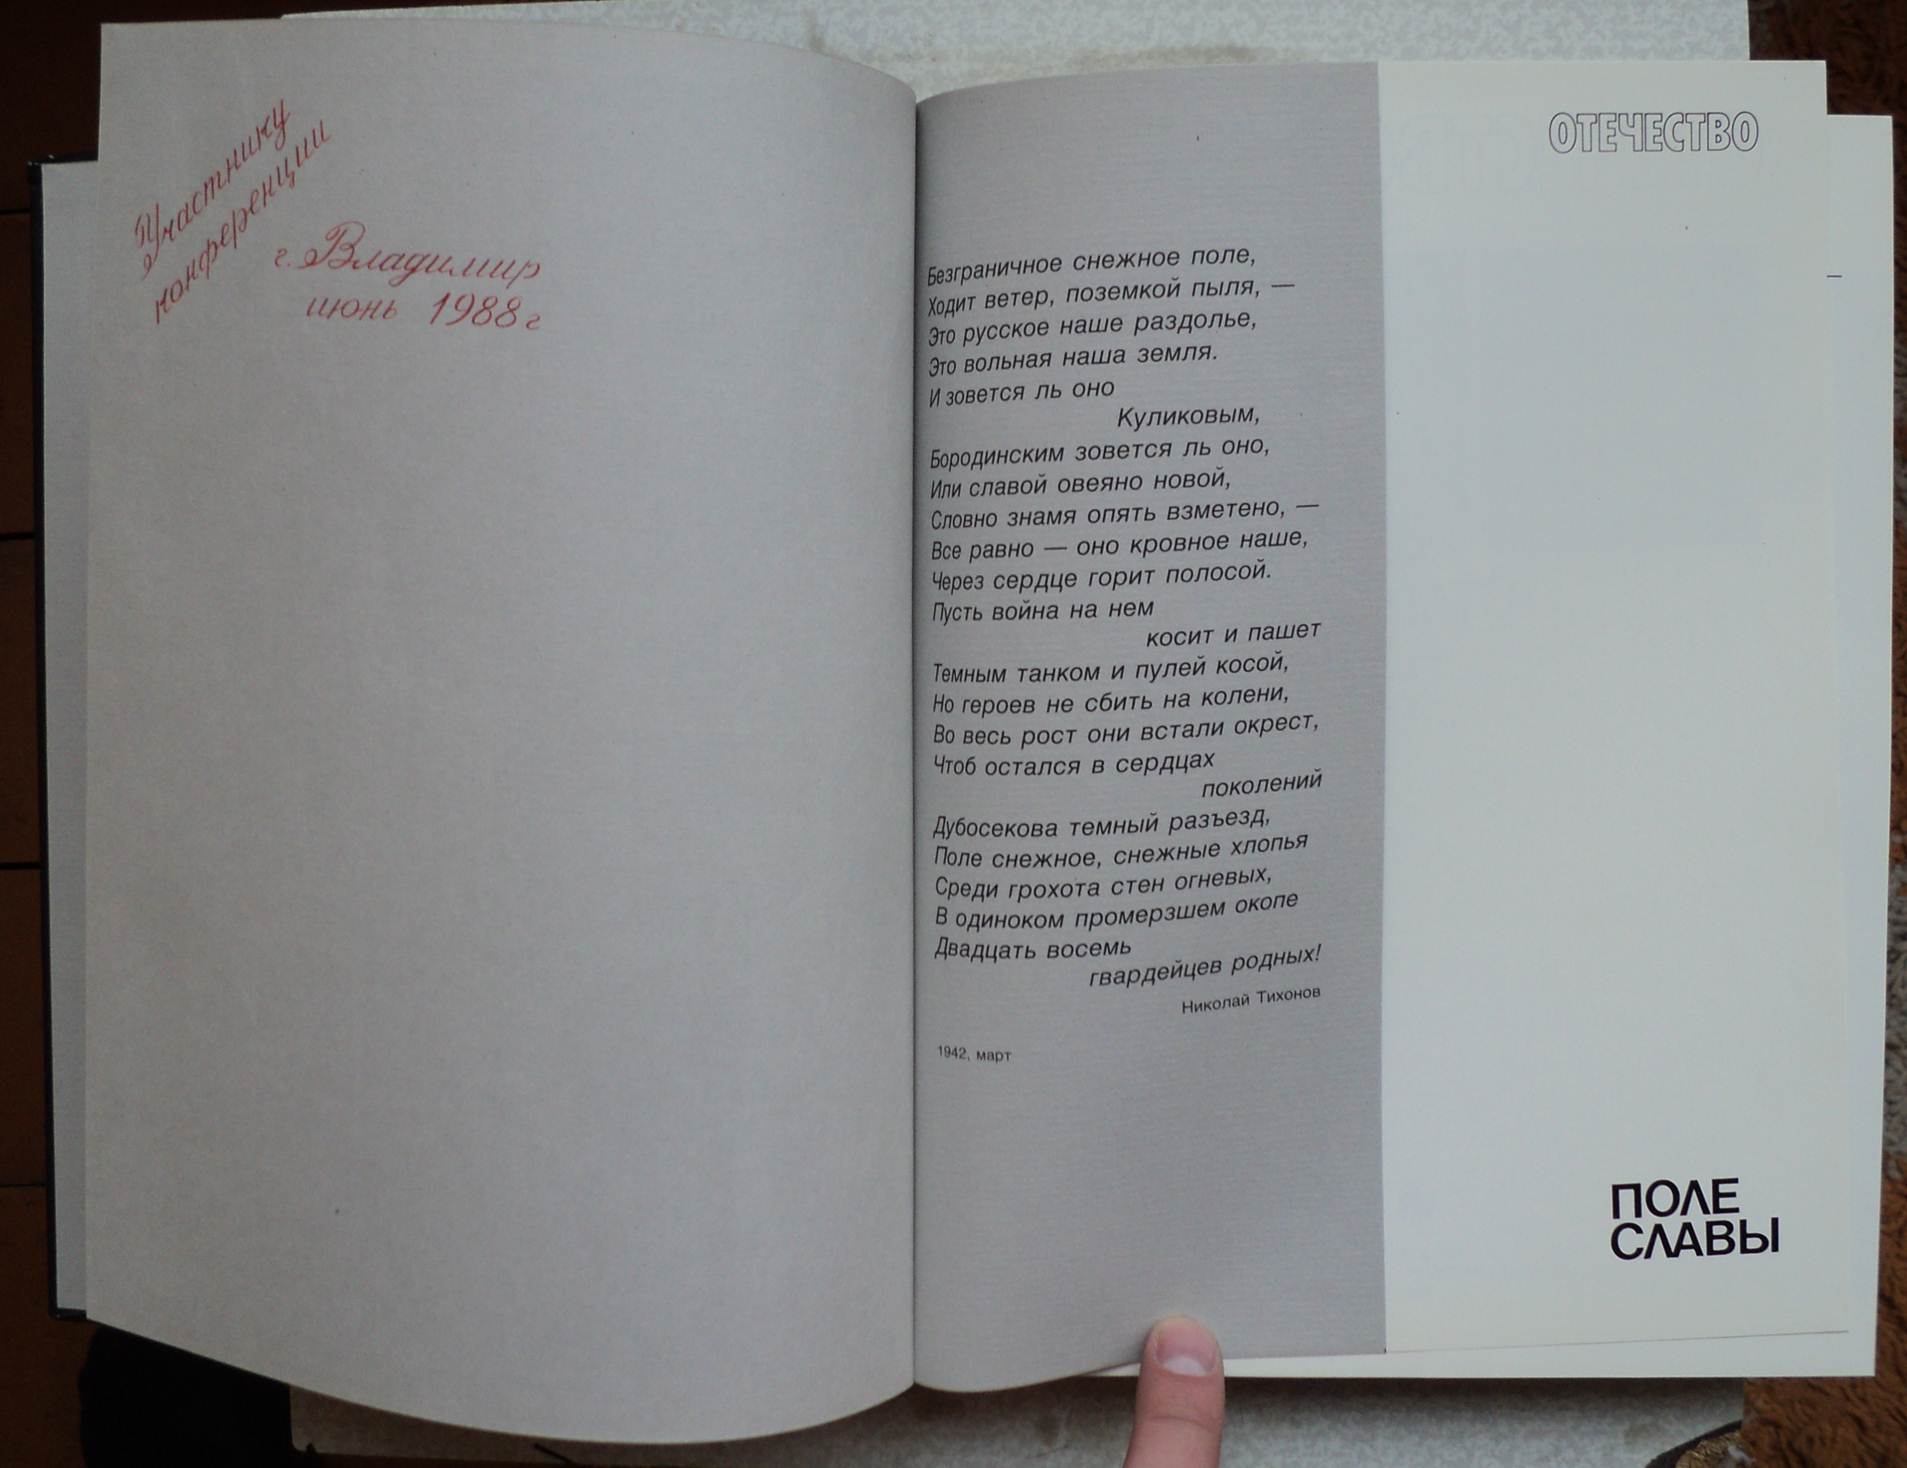 Участнику
конференции
г. Владимир
июнь 1988 г
Безграничное снежное поле,
Ходит ветер, поземкой пыля, —
Это русское наше раздолье,
Это вольная наша земля.
И зовется ль оно
Куликовым,
Бородинским зовется ль оно,
Или славой овеяно новой,
Словно знамя опять взметено, —
Все равно — оно кровное наше,
Через сердце горит полосой.
Пусть война на нем
косит и пашет
Темным танком и пулей косой,
Но героев не сбить на колени,
Во весь рост они встали окрест,
Чтоб остался в сердцах
поколений
Дубосекова темный разъезд,
Поле снежное, снежные хлопья
Среди грохота стен огневых,
В одиноком промерзшем окопе
Двадцать восемь
гвардейцев родных!
Николай Тихонов
1942, март
ОТЕЧЕСТВО
ПОЛЕ
СЛАВЫ